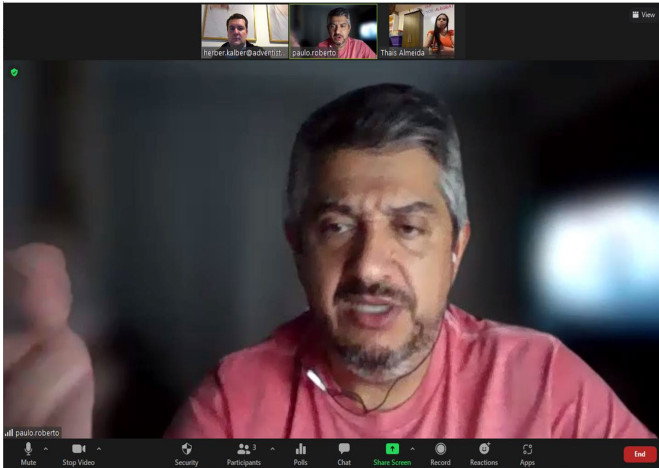 View
herber.kalber@adventist...
paulo.roberto
Thais Almeida
paulo.roberto
3
Mute
Stop Video
Security
Participants
Polls
Chat
Share Screen
Record
Reactions
Apps
End